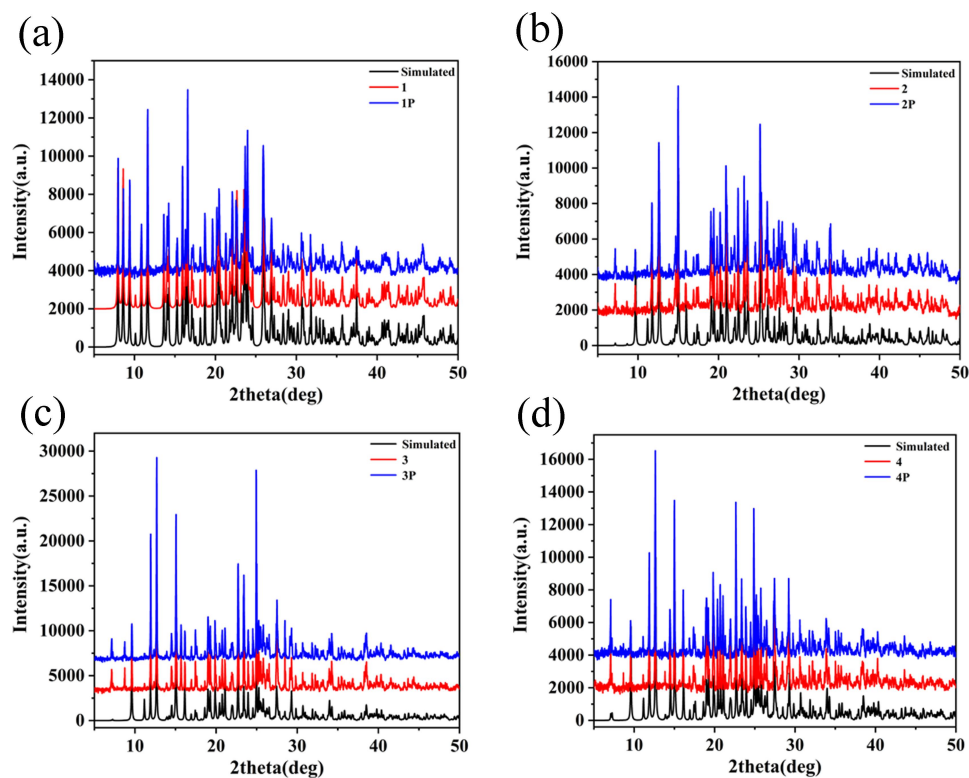 (a)
Intensity(a.u.)
14000
12000
10000
8000
6000
4000
2000
0
Simulated
1
1P
10 20 30 40 50
2theta(deg)
(b)
Intensity(a.u.)
16000
14000
12000
10000
8000
6000
4000
2000
0
Simulated
2
2P
10 20 30 40 50
2theta(deg)
(c)
Intensity(a.u.)
30000
25000
20000
15000
10000
5000
0
Simulated
3
3P
10 20 30 40 50
2theta(deg)
(d)
Intensity(a.u.)
16000
14000
12000
10000
8000
6000
4000
2000
0
Simulated
4
4P
10 20 30 40 50
2theta(deg)